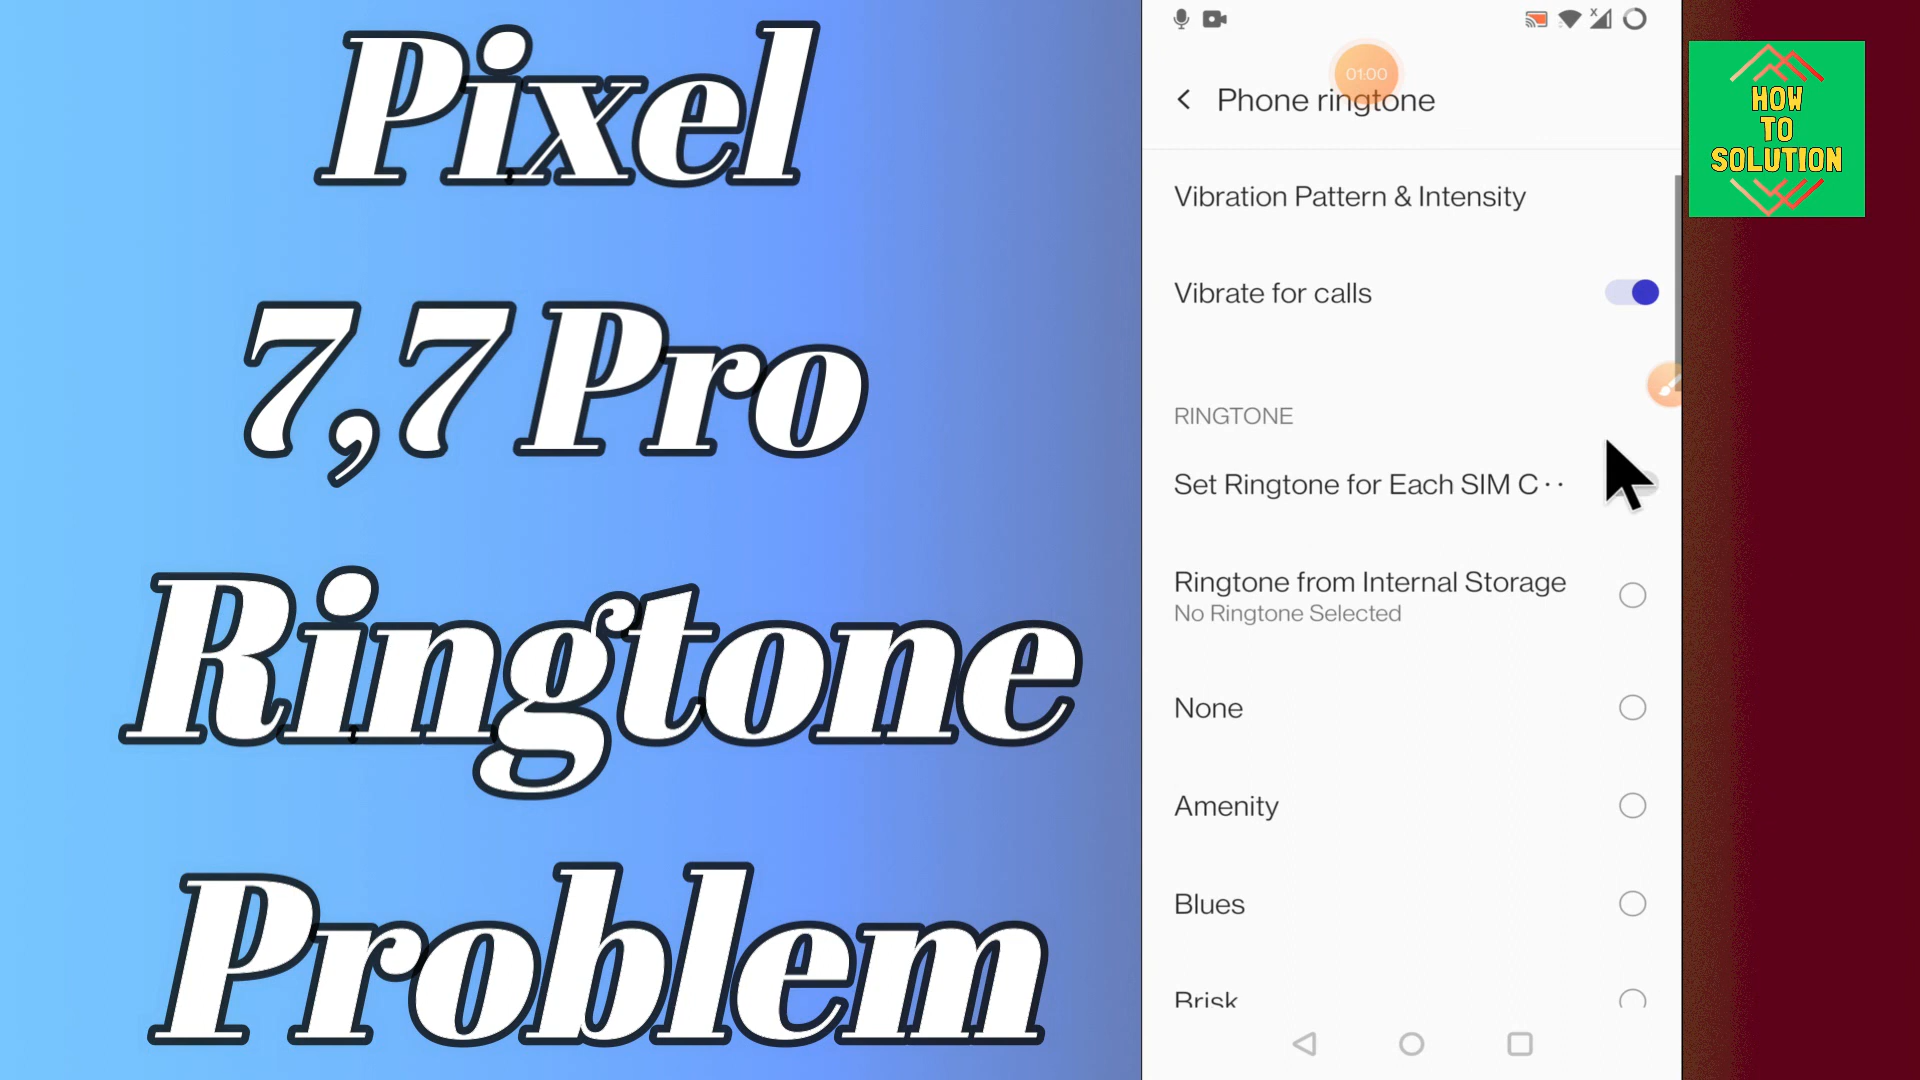 Pixel
7,7 Pro
Ringtone
Problem
01:00
Phone ringtone
Vibration Pattern & Intensity
Vibrate for calls
RINGTONE
Set Ringtone for Each SIM C··
Ringtone from Internal Storage
No Ringtone Selected
None
Amenity
Blues
Brisk
HOW
TO
SOLUTION